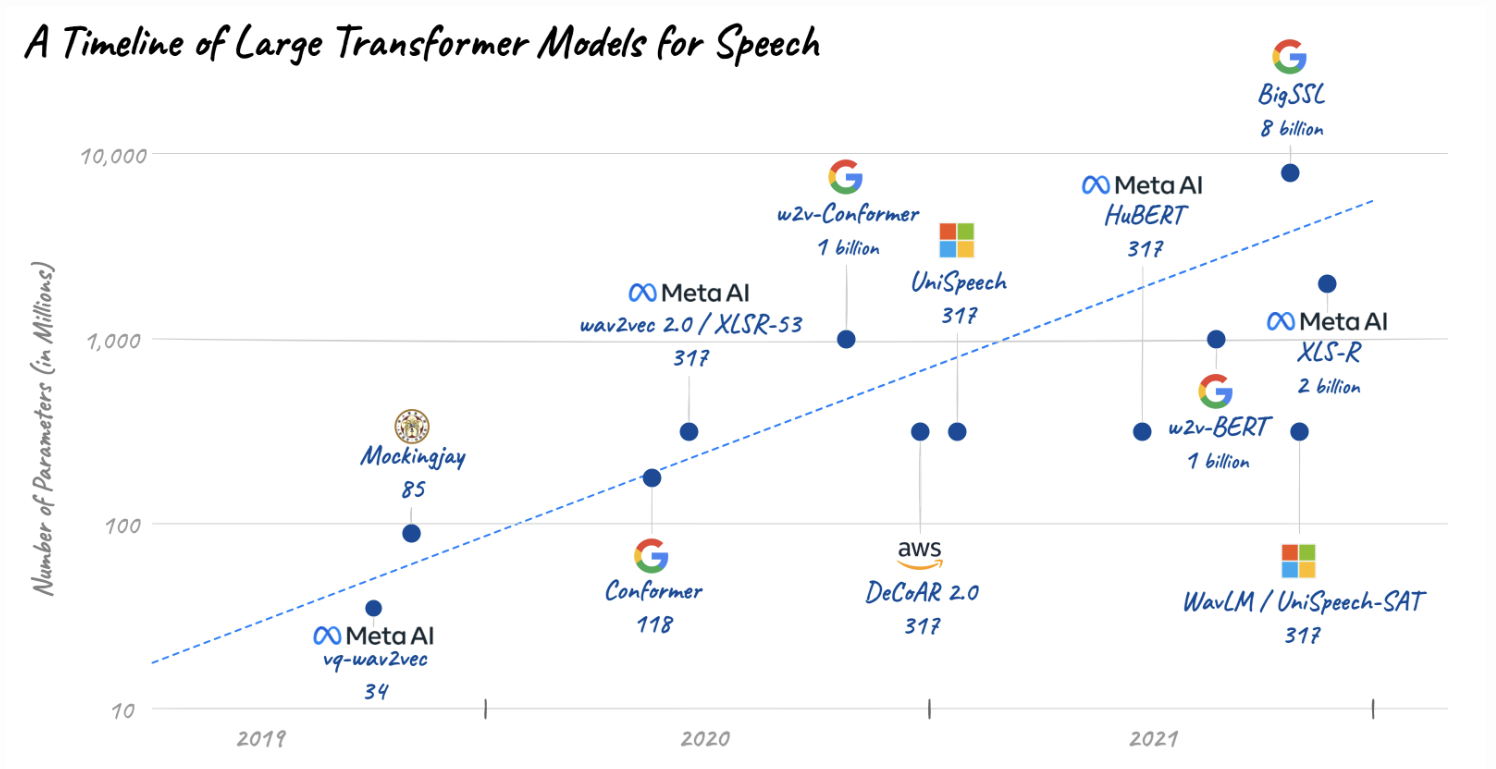 A Timeline of Large Transformer Models for Speech
BigSSL
8 billion
10,000
w2v-Conformer
1 billion
Meta AI
HuBERT
317
UniSpeech
317
Meta AI
wav2vec 2.0 / XLSR-53
317
Number of Parameters (in Millions)
1,000
Meta AI
XLS-R
2 billion
Mockingjay
85
w2v-BERT
1 billion
100
Conformer
118
aws
DeCoAR 2.0
317
WavLM / UniSpeech-SAT
317
Meta AI
vq-wav2vec
34
10
2019
2020
2021